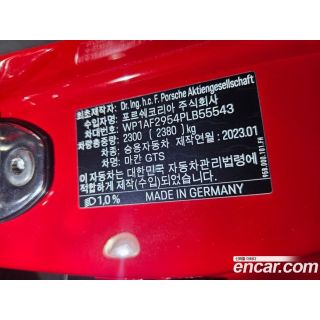 최초제작자: Dr. Ing. h.c. F. Porsche Aktiengesellschaft
수입자명: 포르쉐코리아 주식회사
차대번호: WP1AF2954PLB55543
차량총중량: 2300 [2380] kg
차종: 승용자동차 제작연월: 2023.01
차명: 마칸 GTS
이 자동차는 대한민국 자동차관리법령에
적합하게 제작(수입)되었습니다.
1,0% MADE IN GERMANY
encar.com